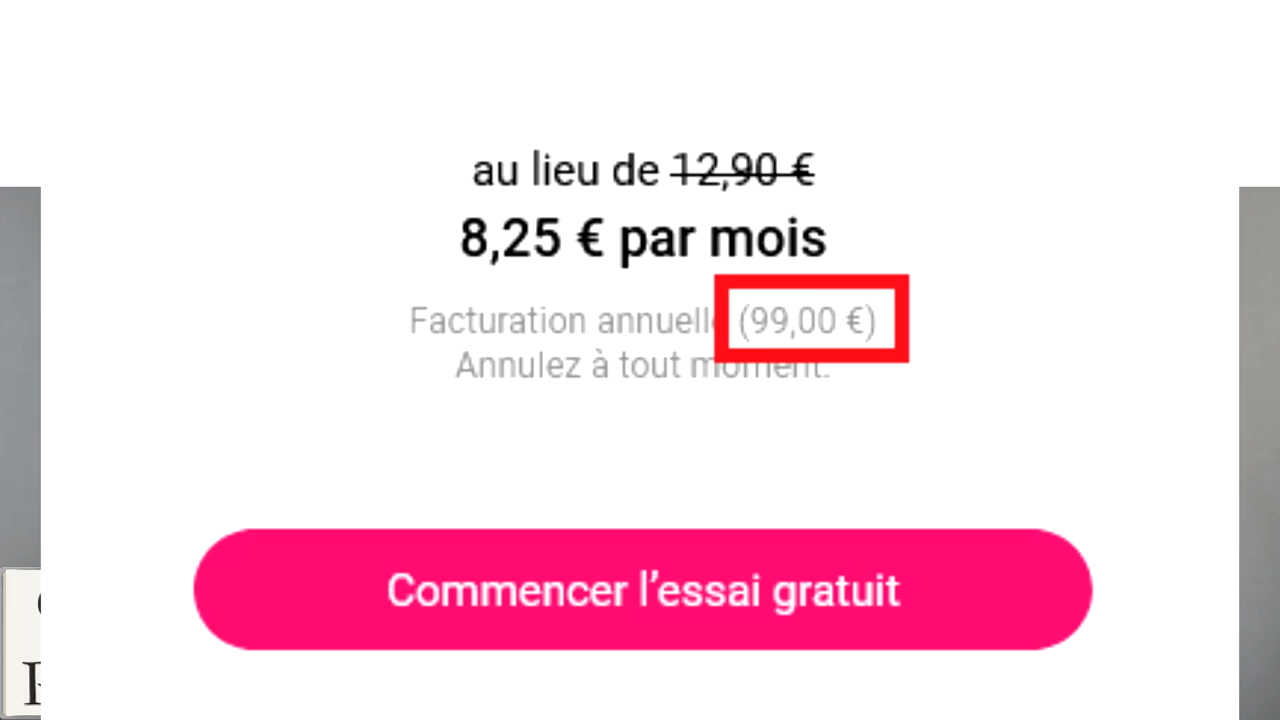 au lieu de 12,90 €
8,25 € par mois
Facturation annuelle (99,00 €)
Annulez à tout moment.
Commencer l'essai gratuit